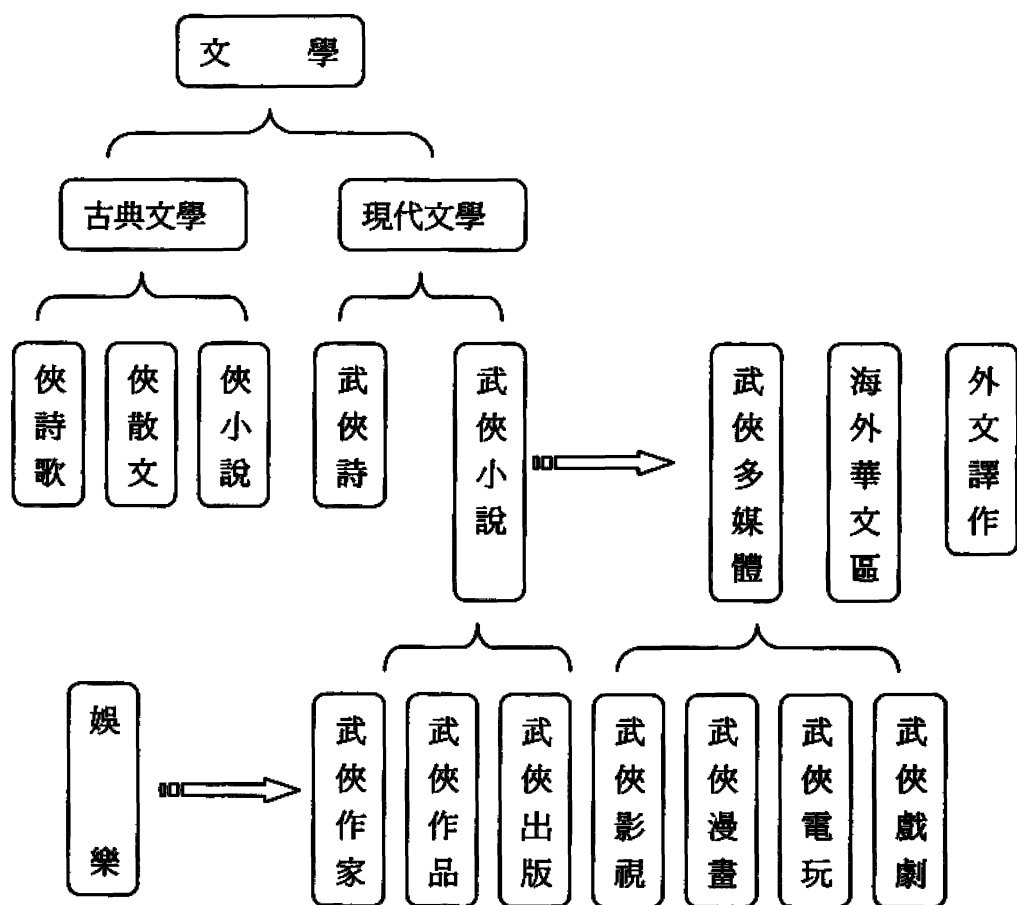 文學
古典文學
現代文學
俠詩歌
俠散文
俠小說
武俠詩
武俠小說
武俠多媒體
海外華文區
外文譯作
娛樂
武俠作家
武俠作品
武俠出版
武俠影視
武俠漫畫
武俠電玩
武俠戲劇